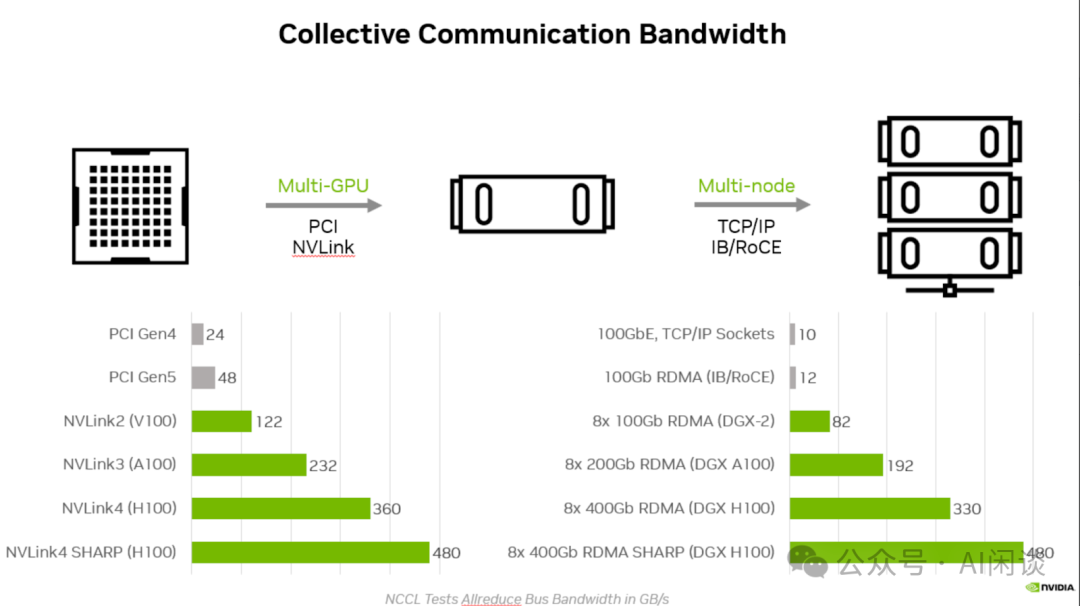 Collective Communication Bandwidth
Multi-GPU
PCI
NVLink
Multi-node
TCP/IP
IB/RoCE
PCI Gen4 24
PCI Gen5 48
NVLink2 (V100) 122
NVLink3 (A100) 232
NVLink4 (H100) 360
NVLink4 SHARP (H100) 480
100GbE, TCP/IP Sockets 10
100Gb RDMA (IB/RoCE) 12
8x 100Gb RDMA (DGX-2) 82
8x 200Gb RDMA (DGX A100) 192
8x 400Gb RDMA (DGX H100) 330
8x 400Gb RDMA SHARP (DGX H100) 480
公众号 · AI闲谈
NVIDIA
NCCL Tests Allreduce Bus Bandwidth in GB/s